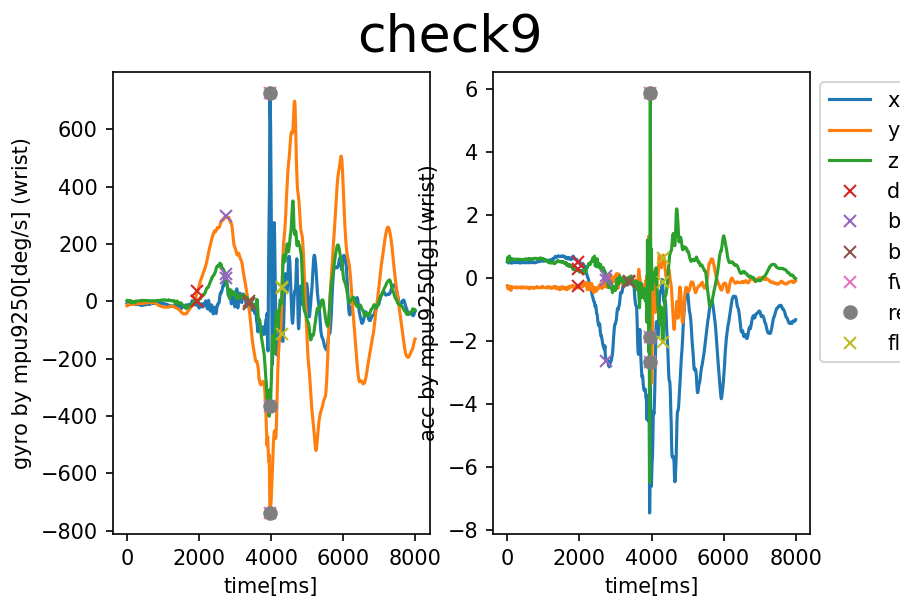 check9
gyro by mpu9250[deg/s] (wrist)
600
400
200
0
−200
−400
−600
−800
0 2000 4000 6000 8000
time[ms]
acc by mpu9250[g] (wrist)
6
4
2
0
−2
−4
−6
−8
0 2000 4000 6000 8000
time[ms]
x
y
z
d
b
b
fw
re
fl